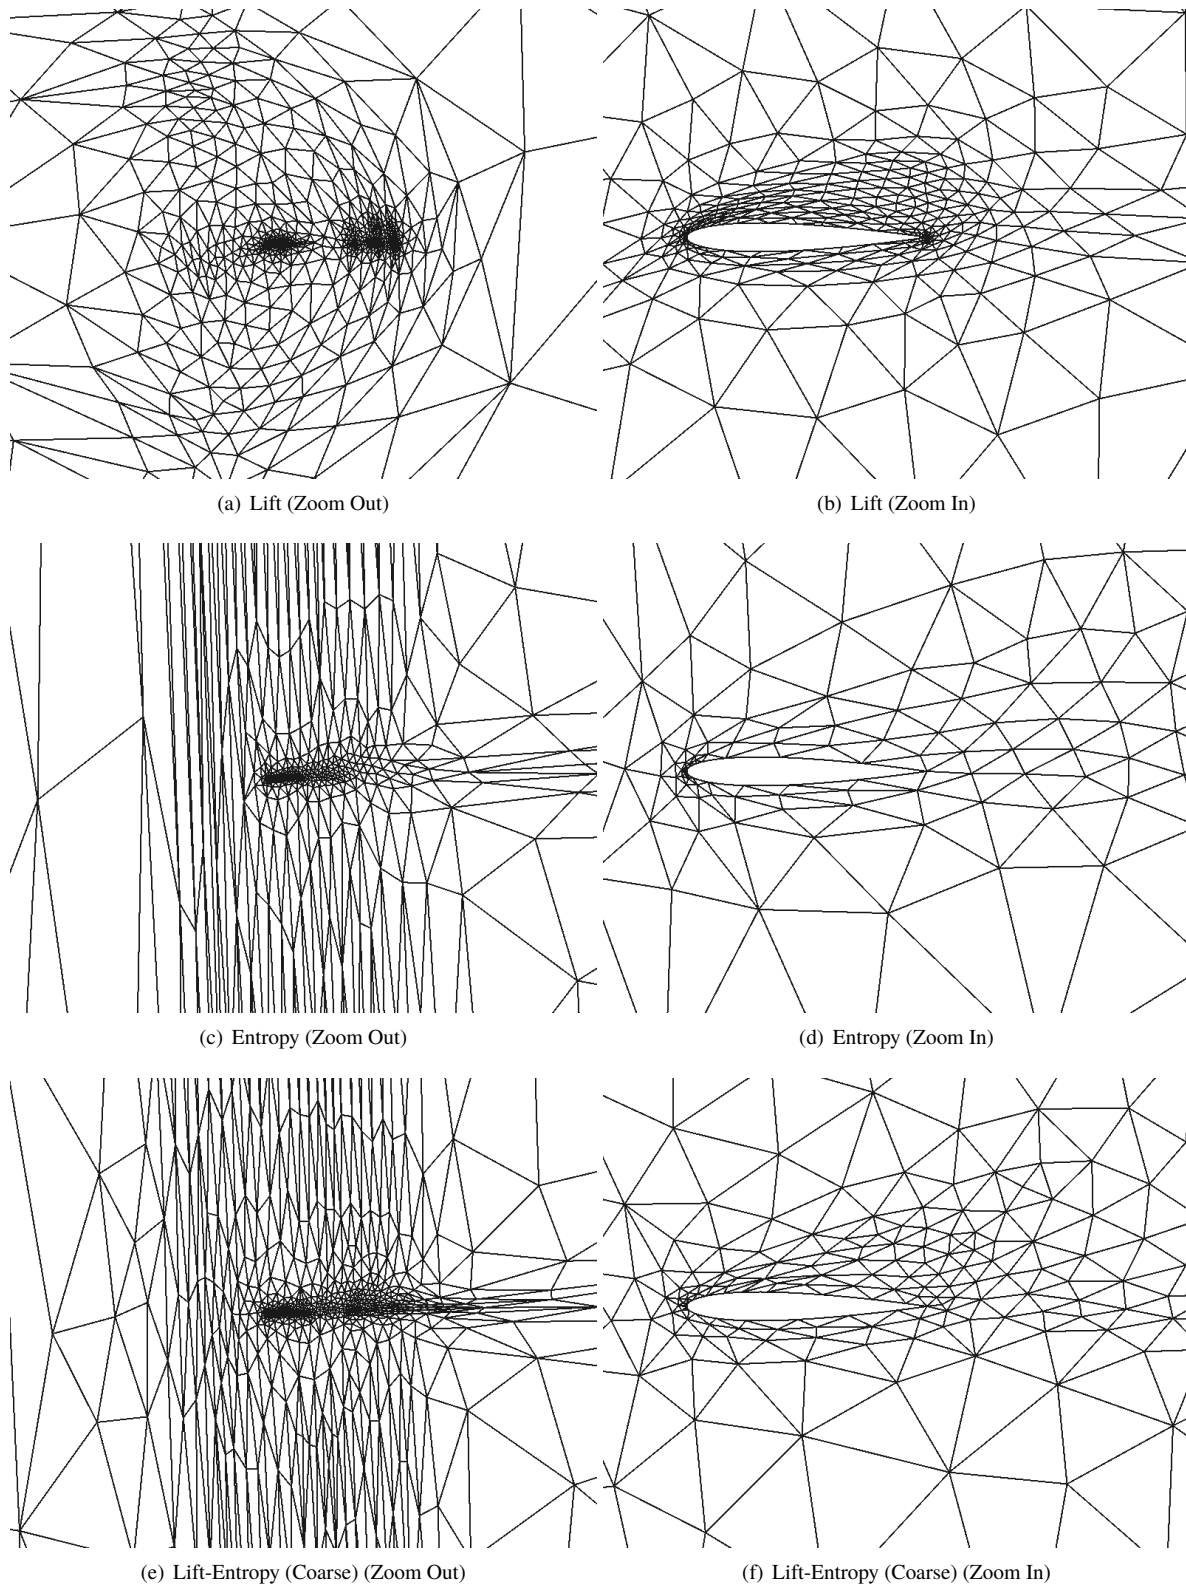 (a) Lift (Zoom Out)
(b) Lift (Zoom In)
(c) Entropy (Zoom Out)
(d) Entropy (Zoom In)
(e) Lift-Entropy (Coarse) (Zoom Out)
(f) Lift-Entropy (Coarse) (Zoom In)